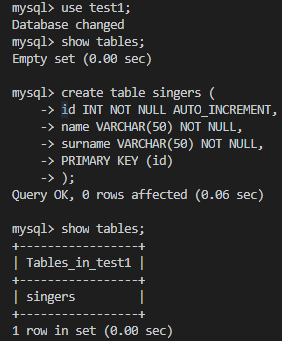 mysql> use test1;
Database changed
mysql> show tables;
Empty set (0.00 sec)

mysql> create table singers (
    -> id INT NOT NULL AUTO_INCREMENT,
    -> name VARCHAR(50) NOT NULL,
    -> surname VARCHAR(50) NOT NULL,
    -> PRIMARY KEY (id)
    -> );
Query OK, 0 rows affected (0.06 sec)

mysql> show tables;
+-----------------+
| Tables_in_test1 |
+-----------------+
| singers         |
+-----------------+
1 row in set (0.00 sec)